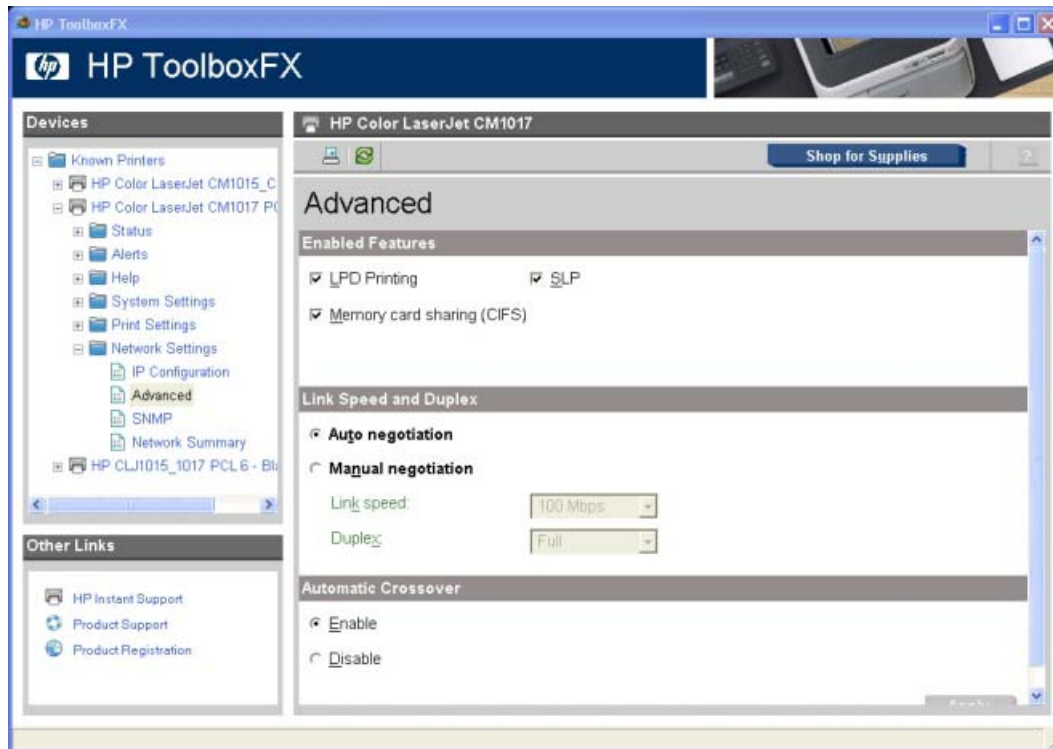 HP ToolboxFX
hp HP ToolboxFX
Devices
Known Printers
HP Color LaserJet CM1015_C
HP Color LaserJet CM1017 PC
Status
Alerts
Help
System Settings
Print Settings
Network Settings
IP Configuration
Advanced
SNMP
Network Summary
HP CLJ1015_1017 PCL 6 - Bla
Other Links
HP Instant Support
Product Support
Product Registration
HP Color LaserJet CM1017
Shop for Supplies ?
Advanced
Enabled Features
LPD Printing SLP
Memory card sharing (CIFS)
Link Speed and Duplex
Auto negotiation
Manual negotiation
Link speed: 100 Mbps
Duplex: Full
Automatic Crossover
Enable
Disable